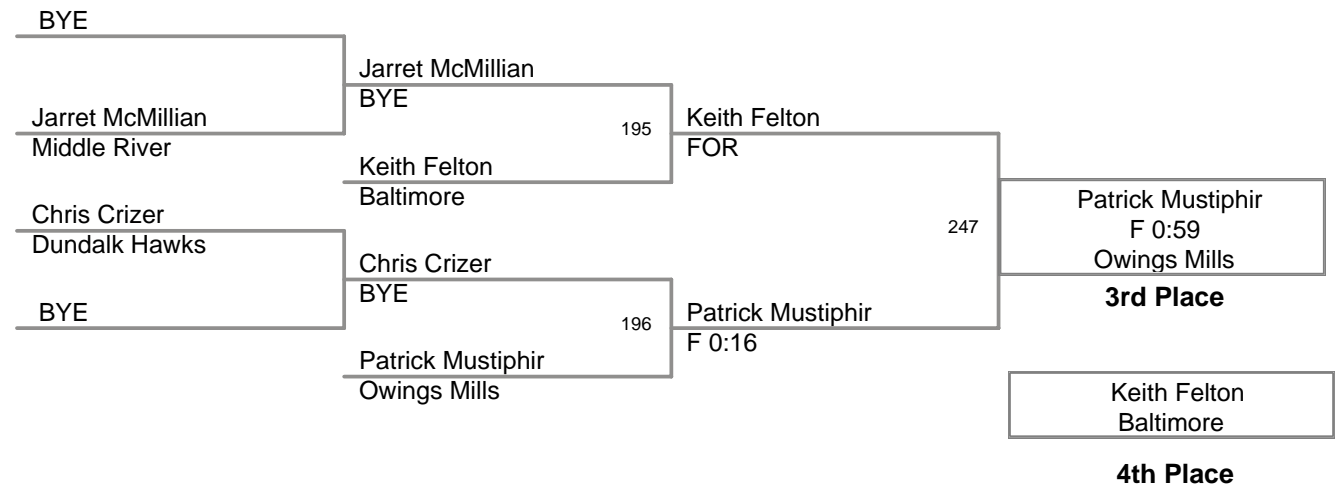 BYE
Jarret McMillian
BYE
Jarret McMillian
Middle River
195
Keith Felton
FOR
Keith Felton
Baltimore
Chris Crizer
Dundalk Hawks
247
Patrick Mustiphir
F 0:59
Owings Mills
3rd Place
Chris Crizer
BYE
BYE
196
Patrick Mustiphir
F 0:16
Patrick Mustiphir
Owings Mills
Keith Felton
Baltimore
4th Place